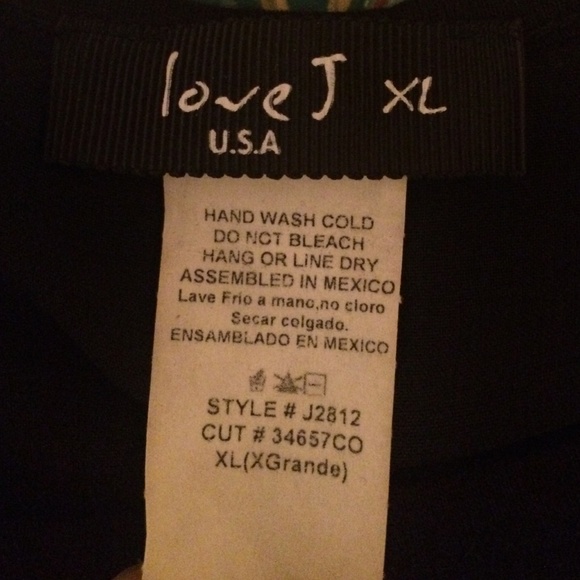 love J XL
U.S.A
HAND WASH COLD
DO NOT BLEACH
HANG OR LINE DRY
ASSEMBLED IN MEXICO
Lave Frio a mano,no cloro
Secar colgado.
ENSAMBLADO EN MEXICO
STYLE # J2812
CUT # 34657CO
XL(XGrande)